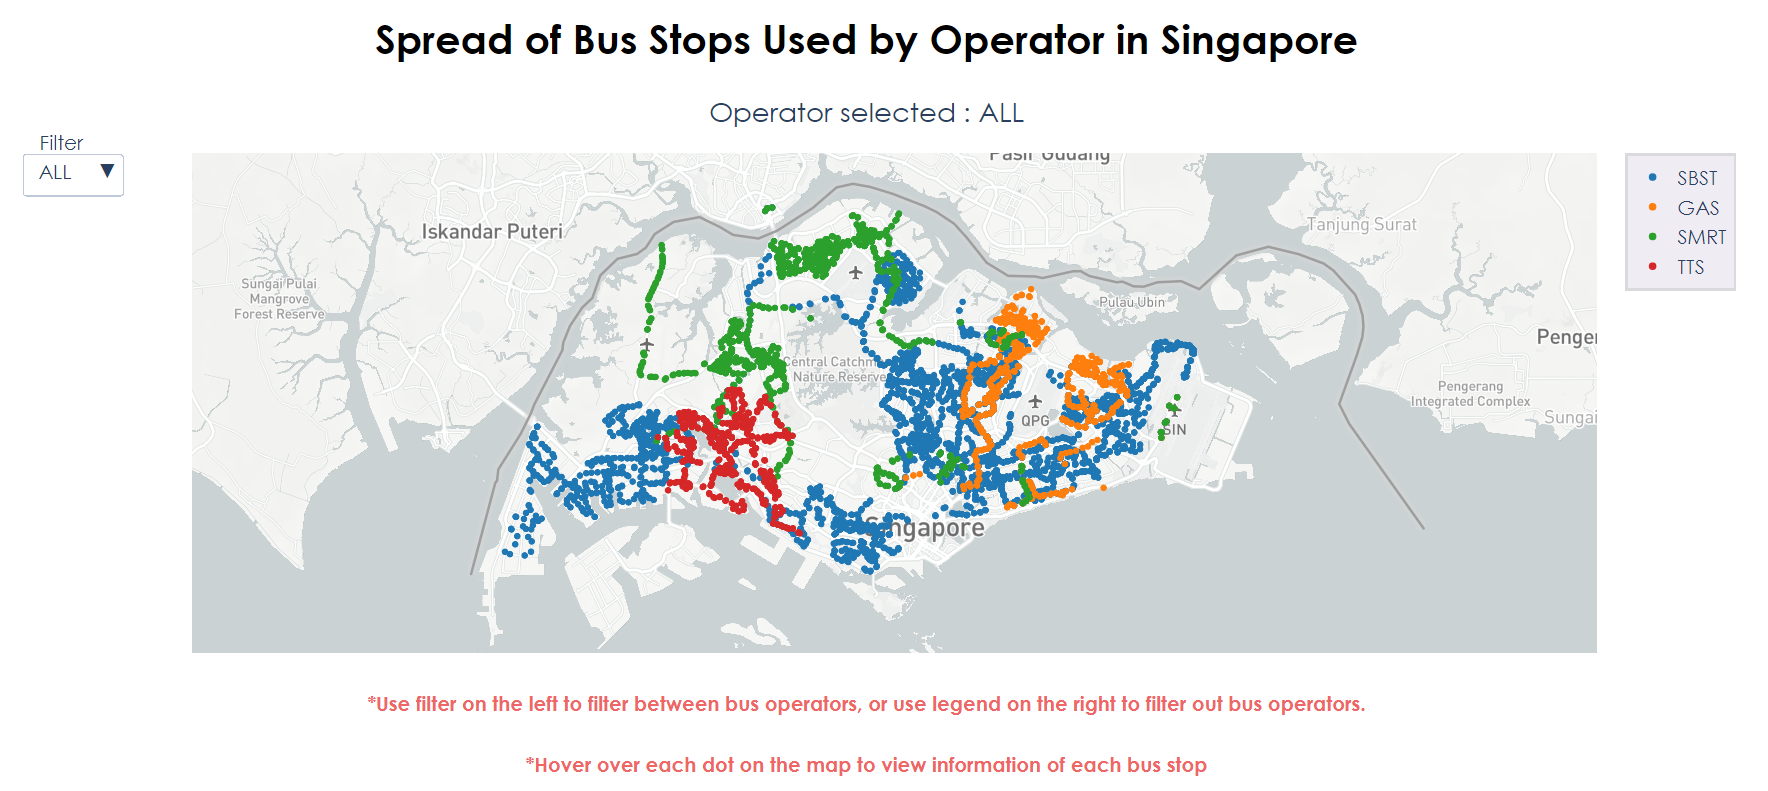 Spread of Bus Stops Used by Operator in Singapore
Operator selected : ALL
Filter
ALL ▼
Pasir Gudang
SBST
GAS
SMRT
TTS
Iskandar Puteri
Tanjung Surat
Sungai Pulai
Mangrove
Forest Reserve
Pulau Ubin
Penger
Central Catchm
Nature Reserve
Pengerang
Integrated Complex
Sungai
QPG
SIN
Singapore
*Use filter on the left to filter between bus operators, or use legend on the right to filter out bus operators.
*Hover over each dot on the map to view information of each bus stop